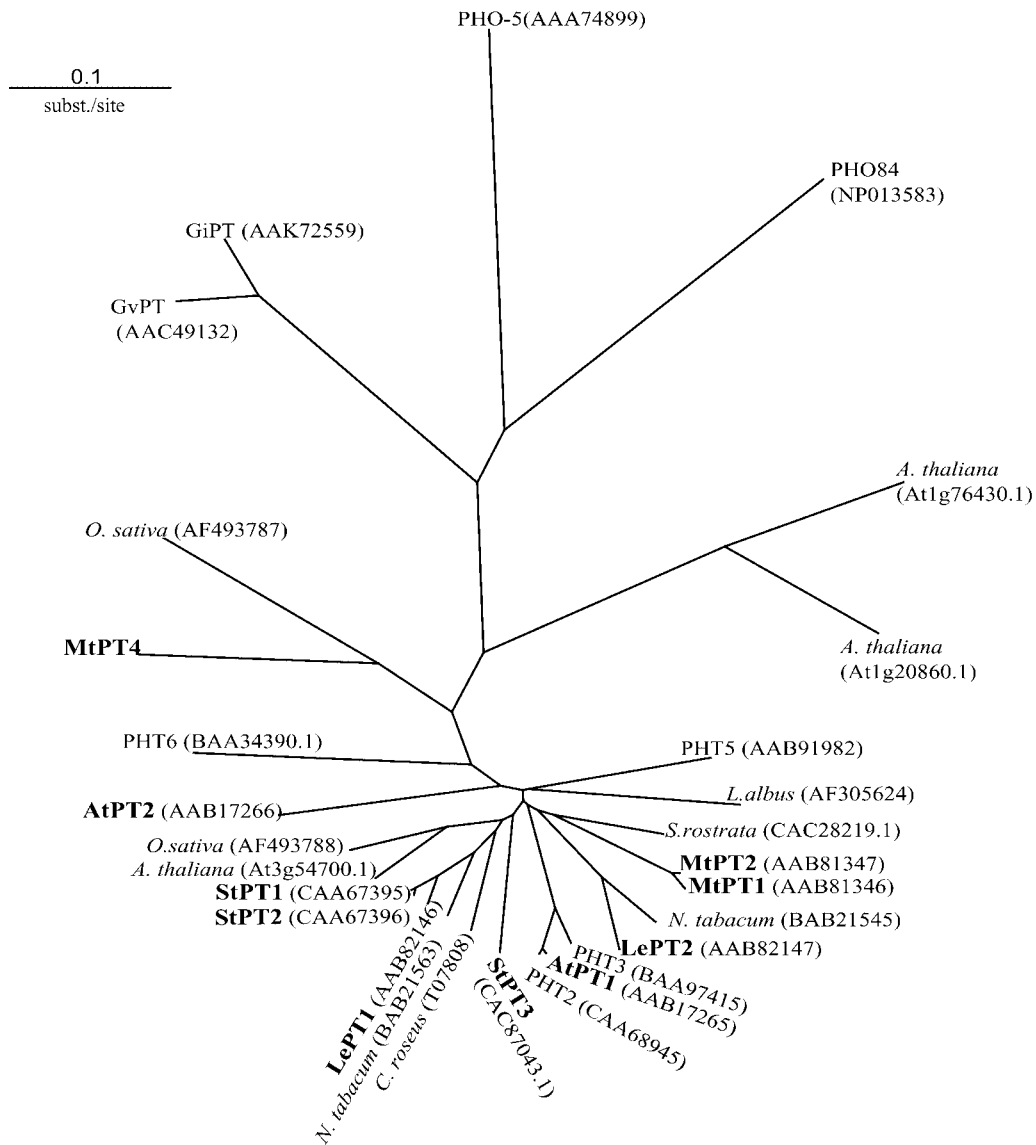 PHO-5(AAA74899)
0.1
subst./site
PHO84
(NP013583)
GiPT (AAK72559)
GvPT
(AAC49132)
A. thaliana
(At1g76430.1)
O. sativa (AF493787)
MtPT4
A. thaliana
(At1g20860.1)
PHT6 (BAA34390.1)
PHT5 (AAB91982)
L.albus (AF305624)
AtPT2 (AAB17266)
S.rostrata (CAC28219.1)
O.sativa (AF493788)
A. thaliana (At3g54700.1)
MtPT2 (AAB81347)
MtPT1 (AAB81346)
StPT1 (CAA67395)
StPT2 (CAA67396)
N. tabacum (BAB21545)
LePT2 (AAB82147)
LePT1 (AAB82146)
N. tabacum (BAB21563)
C. roseus (T07808)
StPT3
(CAC87043.1)
PHT2 (CAA68945)
AtPT1 (AAB17265)
PHT3 (BAA97415)